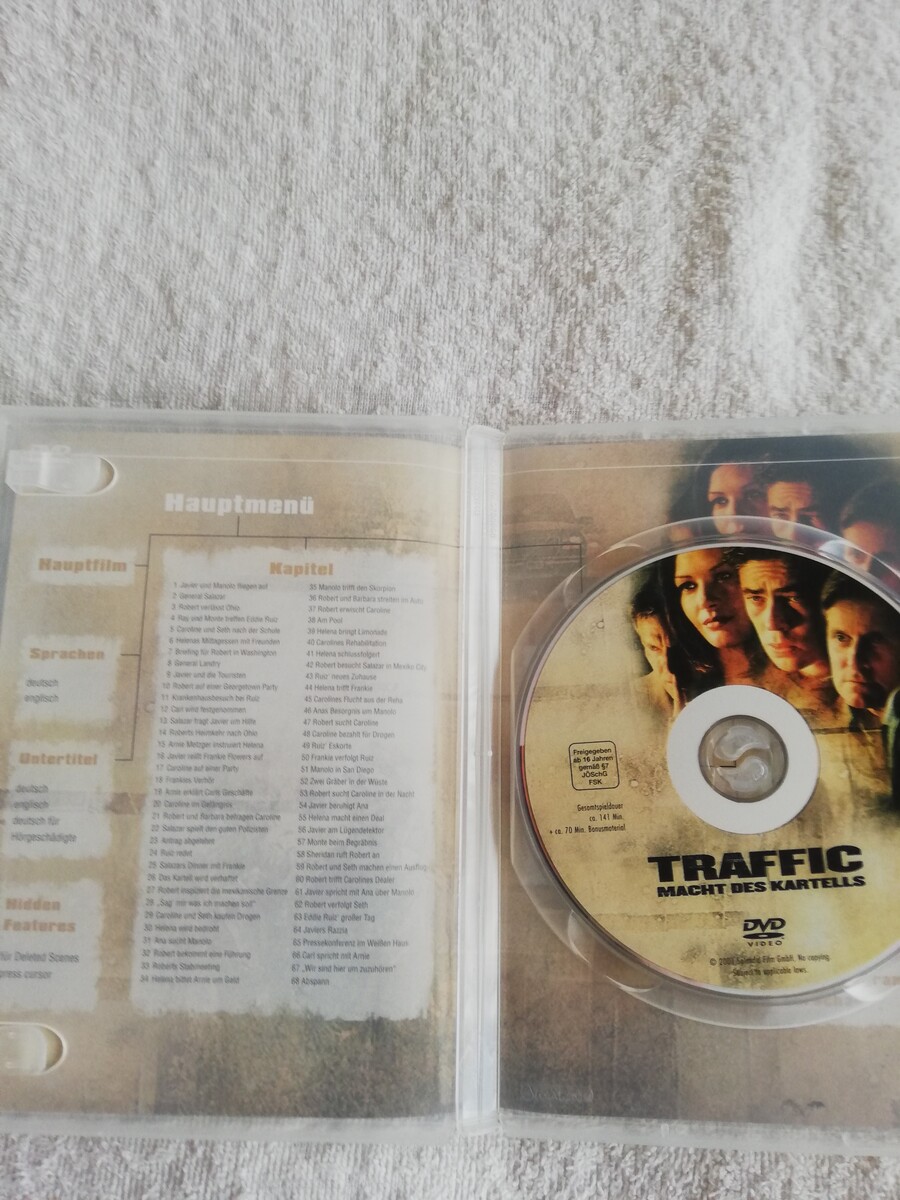 Hauptmenü
Hauptfilm
Sprachen
deutsch
englisch
Untertitel
deutsch
englisch
deutsch für
Hörgeschädigte
Hidden
Features
für Deleted Scenes
press cursor
Kapitel
1 Javier und Manolo fliegen auf
2 General Salazar
3 Robert verlässt Ohio
4 Ray und Monte treffen Eddie Ruiz
5 Caroline und Seth nach der Schule
6 Helenas Mittagessen mit Freunden
7 Briefing für Robert in Washington
8 General Landry
9 Javier und die Touristen
10 Robert auf einer Georgetown Party
11 Krankenhausbesuch bei Ruiz
12 Carl wird festgenommen
13 Salazar fragt Javier um Hilfe
14 Roberts Heimkehr nach Ohio
15 Arnie Metzger instruiert Helena
16 Javier reißt Frankie Flowers auf
17 Caroline auf einer Party
18 Frankies Verhör
19 Arnie erklärt Carls Geschäfte
20 Caroline im Gefängnis
21 Robert und Barbara befragen Caroline
22 Salazar spielt den guten Polizisten
23 Antrag abgelehnt
24 Ruiz redet
25 Salazars Dinner mit Frankie
26 Das Kartell wird verhaftet
27 Robert inspiziert die mexikanische Grenze
28 „Sag' mir was ich machen soll"
29 Caroline und Seth kaufen Drogen
30 Helena wird bedroht
31 Ana sucht Manolo
32 Robert bekommt eine Führung
33 Roberts Stabmeeting
34 Helena bittet Arnie um Geld
35 Manolo trifft den Skorpion
36 Robert und Barbara streiten im Auto
37 Robert erwischt Caroline
38 Am Pool
39 Helena bringt Limonade
40 Carolines Rehabilitation
41 Helena schlussfolgert
42 Robert besucht Salazar in Mexiko City
43 Ruiz' neues Zuhause
44 Helena trifft Frankie
45 Carolines Flucht aus der Reha
46 Anas Besorgnis um Manolo
47 Robert sucht Caroline
48 Caroline bezahlt für Drogen
49 Ruiz' Eskorte
50 Frankie verfolgt Ruiz
51 Manolo in San Diego
52 Zwei Gräber in der Wüste
53 Robert sucht Caroline in der Nacht
54 Javier beruhigt Ana
55 Helena macht einen Deal
56 Javier am Lügendetektor
57 Monte beim Begräbnis
58 Sheridan ruft Robert an
59 Robert und Seth machen einen Ausflug
60 Robert trifft Carolines Dealer
61 Javier spricht mit Ana über Manolo
62 Robert verfolgt Seth
63 Eddie Ruiz' großer Tag
64 Javiers Razzia
65 Pressekonferenz im Weißen Haus
66 Carl spricht mit Arnie
67 „Wir sind hier um zuzuhören"
68 Abspann
Freigegeben
ab 16 Jahren
gemäß §7
JÖSchG
FSK
Gesamtspieldauer
ca. 141 Min.
+ ca. 70 Min. Bonusmaterial
TRAFFIC
MACHT DES KARTELLS
DVD
VIDEO
Splendid Film GmbH. No copying.
Subject to applicable laws.